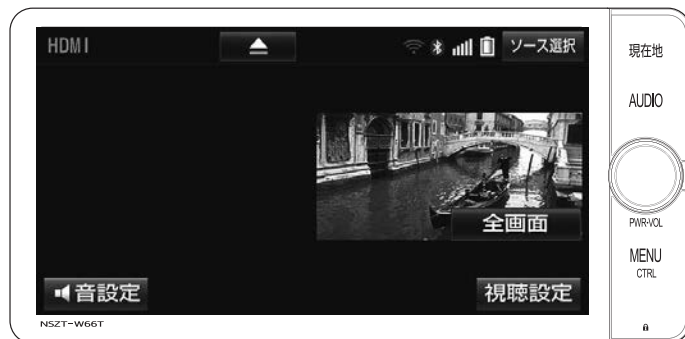 HDMI
ソース選択
全画面
音設定
視聴設定
NSZT-W66T
現在地
AUDIO
PWR•VOL
MENU
CTRL